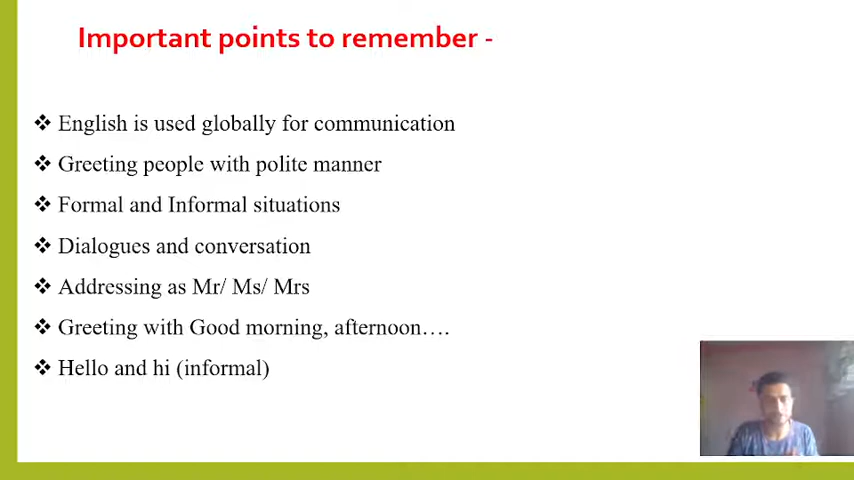 Important points to remember -
❖ English is used globally for communication
❖ Greeting people with polite manner
❖ Formal and Informal situations
❖ Dialogues and conversation
❖ Addressing as Mr/ Ms/ Mrs
❖ Greeting with Good morning, afternoon….
❖ Hello and hi (informal)